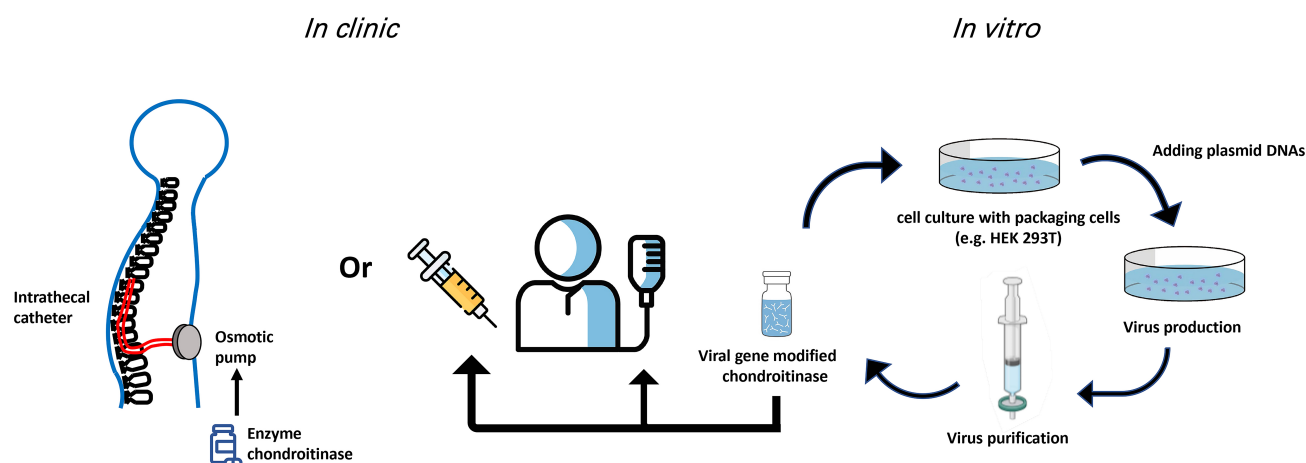 In clinic
In vitro
Intrathecal
catheter
Osmotic
pump
Enzyme
chondroitinase
Or
Viral gene modified
chondroitinase
cell culture with packaging cells
(e.g. HEK 293T)
Adding plasmid DNAs
Virus production
Virus purification